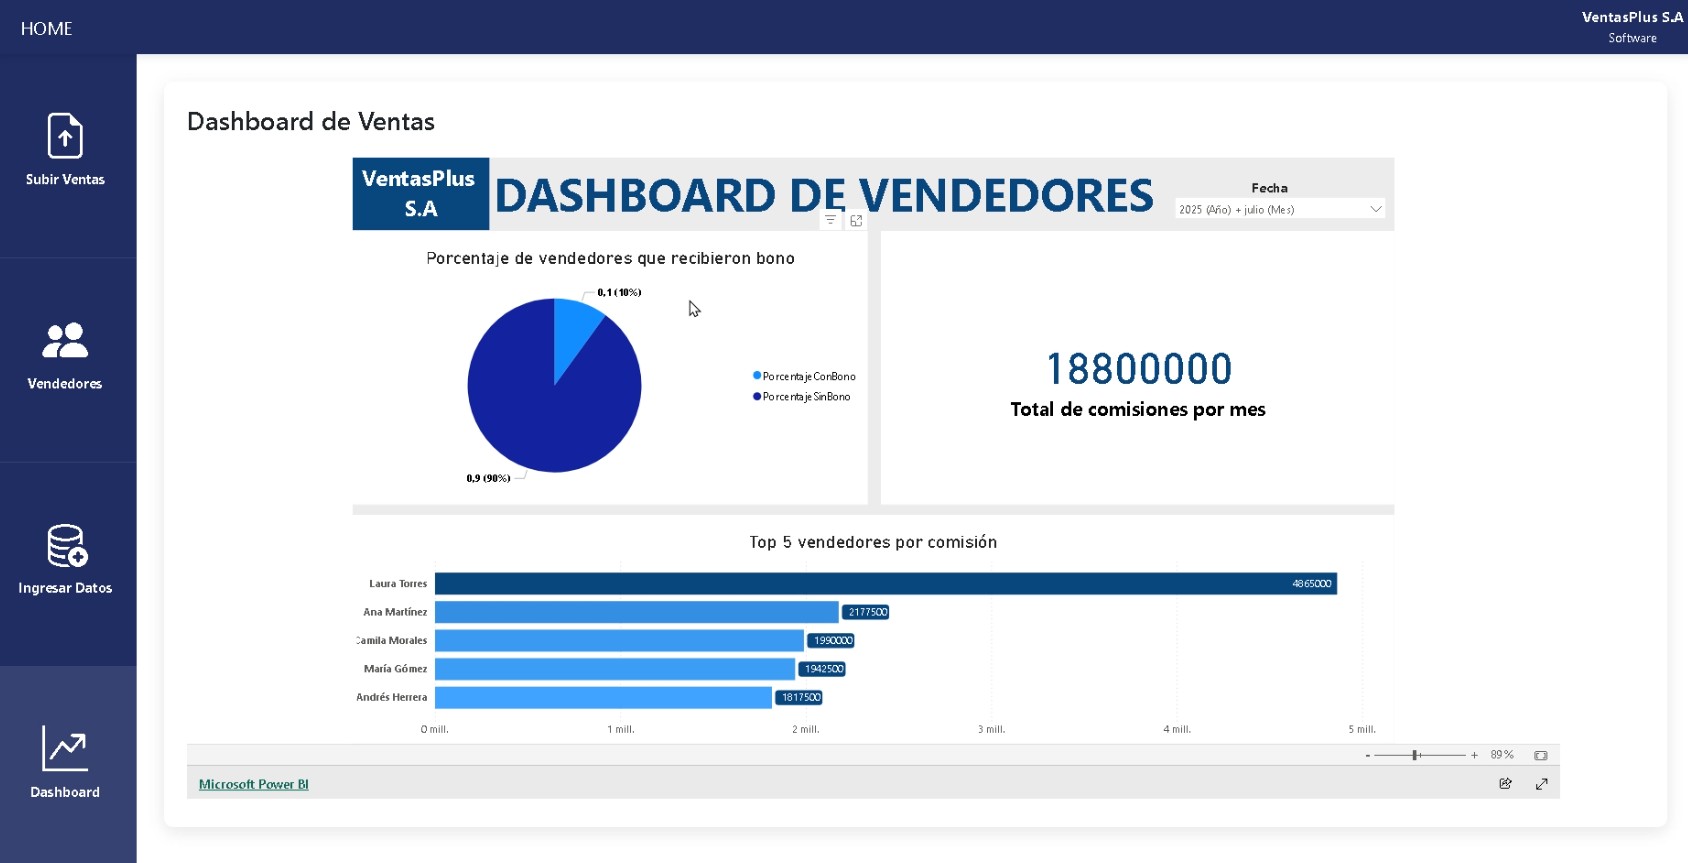 HOME
VentasPlus S.A
Software
Subir Ventas
Vendedores
Ingresar Datos
Dashboard
Dashboard de Ventas
VentasPlus
S.A
DASHBOARD DE VENDEDORES
Fecha
2025 (Año) + julio (Mes)
Porcentaje de vendedores que recibieron bono
0,1 (10%)
PorcentajeConBono
PorcentajeSinBono
0,9 (90%)
18800000
Total de comisiones por mes
Top 5 vendedores por comisión
Laura Torres 4865000
Ana Martínez 2177500
Camila Morales 1990000
María Gómez 1942500
Andrés Herrera 1817500
0 mill. 1 mill. 2 mill. 3 mill. 4 mill. 5 mill.
- + 89%
Microsoft Power BI